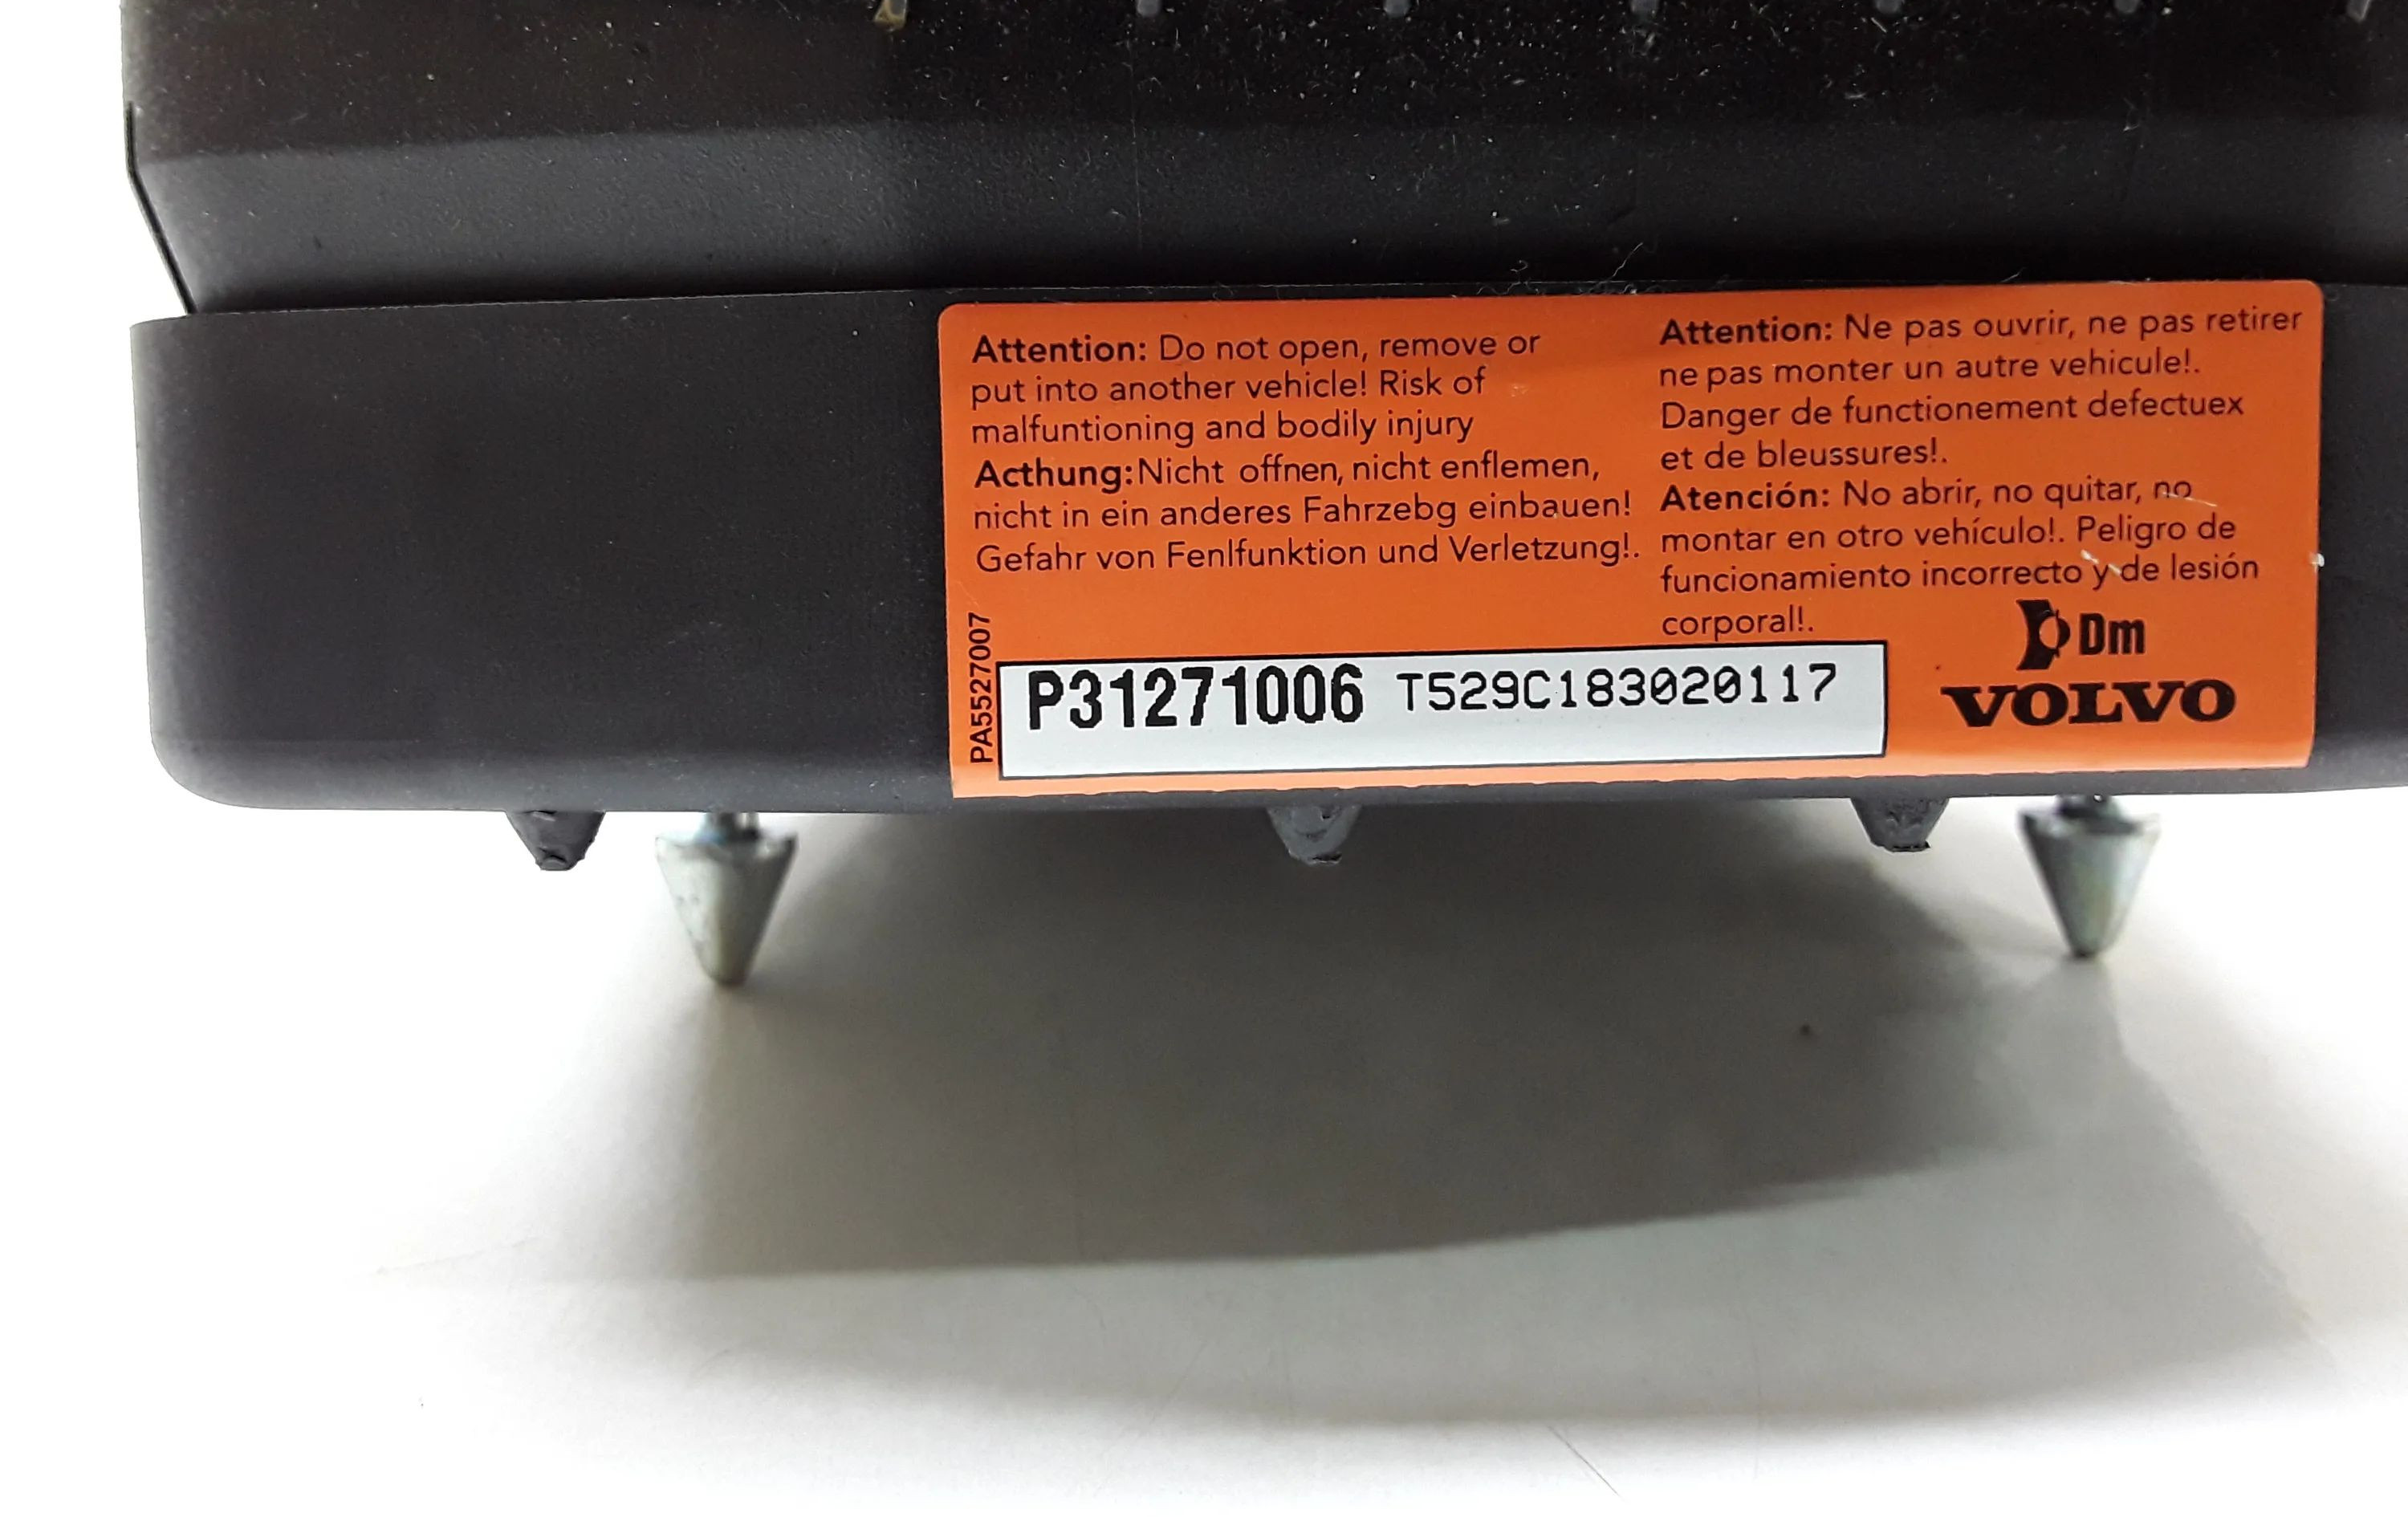 Attention: Do not open, remove or
put into another vehicle! Risk of
malfuntioning and bodily injury
Acthung:Nicht offnen, nicht enflemen,
nicht in ein anderes Fahrzebg einbauen!
Gefahr von Fenlfunktion und Verletzung!.
Attention: Ne pas ouvrir, ne pas retirer
ne pas monter un autre vehicule!.
Danger de functionement defectuex
et de bleussures!.
Atención: No abrir, no quitar, no
montar en otro vehículo!. Peligro de
funcionamiento incorrecto y de lesión
corporal!.
PA5527007
P31271006 T529C183020117
Dm
VOLVO